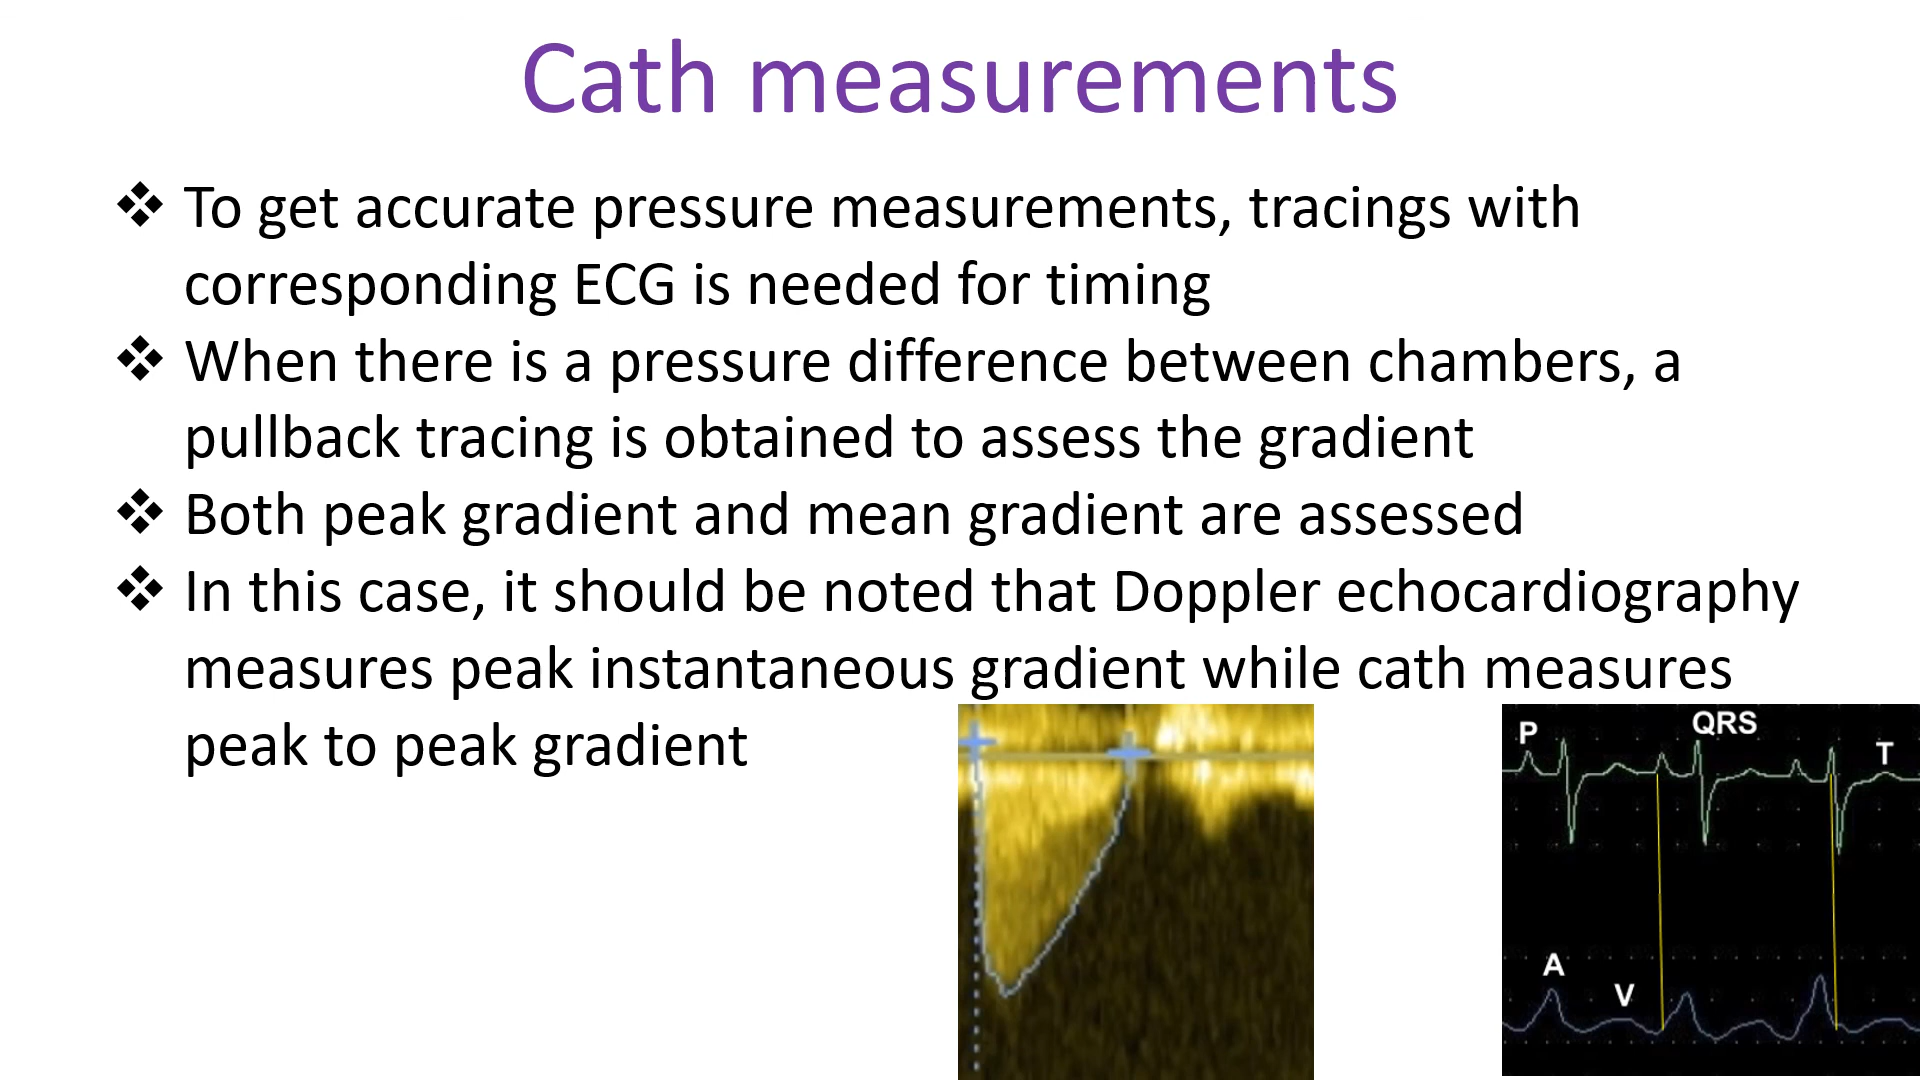 Cath measurements
❖ To get accurate pressure measurements, tracings with
corresponding ECG is needed for timing
❖ When there is a pressure difference between chambers, a
pullback tracing is obtained to assess the gradient
❖ Both peak gradient and mean gradient are assessed
❖ In this case, it should be noted that Doppler echocardiography
measures peak instantaneous gradient while cath measures
peak to peak gradient
P QRS T
A V